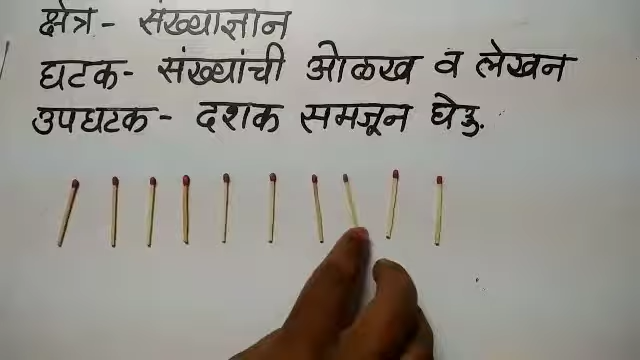 क्षेत्र- संख्याज्ञान
घटक- संख्यांची ओळख व लेखन
उपघटक- दशक समजून घेऊ.